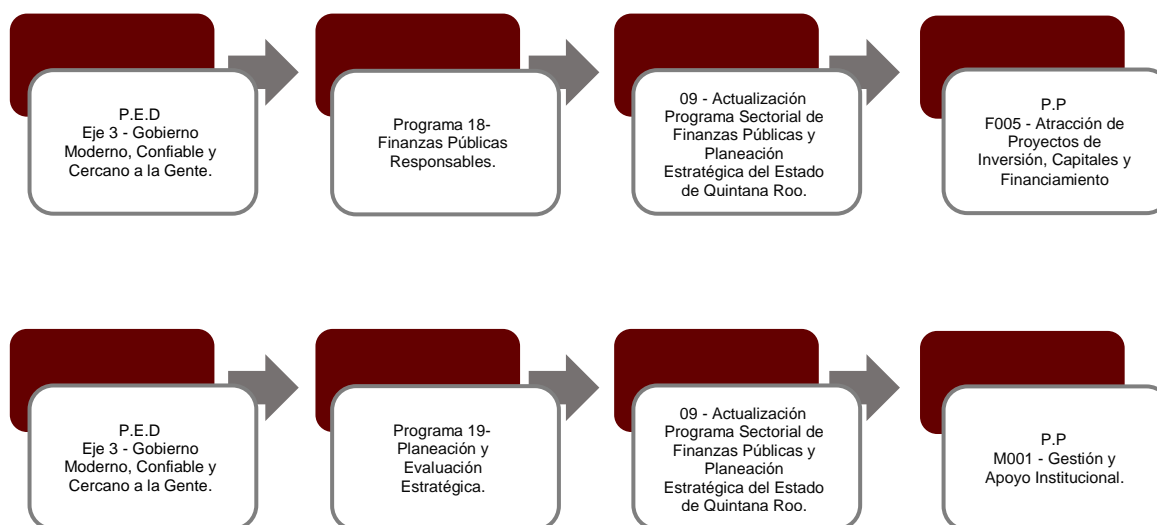 P.E.D
Eje 3 - Gobierno
Moderno, Confiable y
Cercano a la Gente.
Programa 18-
Finanzas Públicas
Responsables.
09 - Actualización
Programa Sectorial de
Finanzas Públicas y
Planeación
Estratégica del Estado
de Quintana Roo.
P.P
F005 - Atracción de
Proyectos de
Inversión, Capitales y
Financiamiento
P.E.D
Eje 3 - Gobierno
Moderno, Confiable y
Cercano a la Gente.
Programa 19-
Planeación y
Evaluación
Estratégica.
09 - Actualización
Programa Sectorial de
Finanzas Públicas y
Planeación
Estratégica del Estado
de Quintana Roo.
P.P
M001 - Gestión y
Apoyo Institucional.